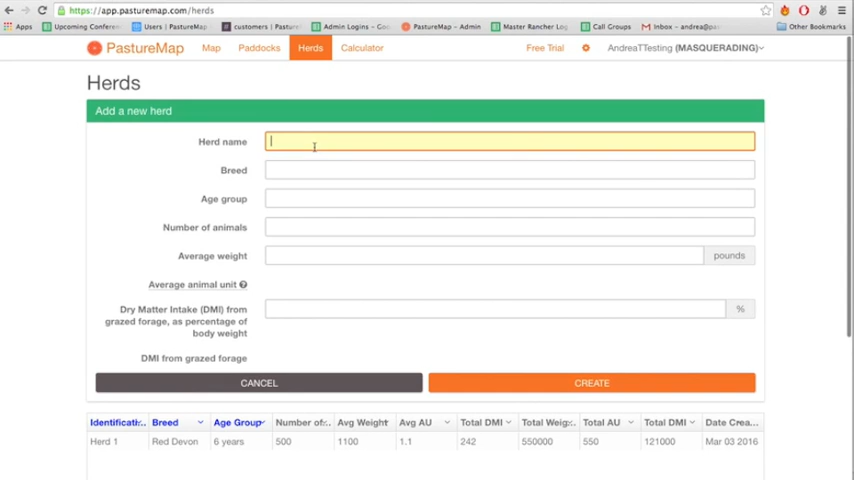 https://app.pasturemap.com/herds
Apps Upcoming Conferen Users | PastureMap customers | Pasture Admin Logins – Goo PastureMap – Admin Master Rancher Log Call Groups Inbox – andrea@pas Other Bookmarks
PastureMap Map Paddocks Herds Calculator Free Trial AndreaTTesting (MASQUERADING)
Herds
Add a new herd
Herd name
Breed
Age group
Number of animals
Average weight pounds
Average animal unit ?
Dry Matter Intake (DMI) from
grazed forage, as percentage of %
body weight
DMI from grazed forage
CANCEL CREATE
Identificati... Breed Age Group Number of... Avg Weight Avg AU Total DMI Total Weig... Total AU Total DMI Date Crea...
Herd 1 Red Devon 6 years 500 1100 1.1 242 550000 550 121000 Mar 03 2016